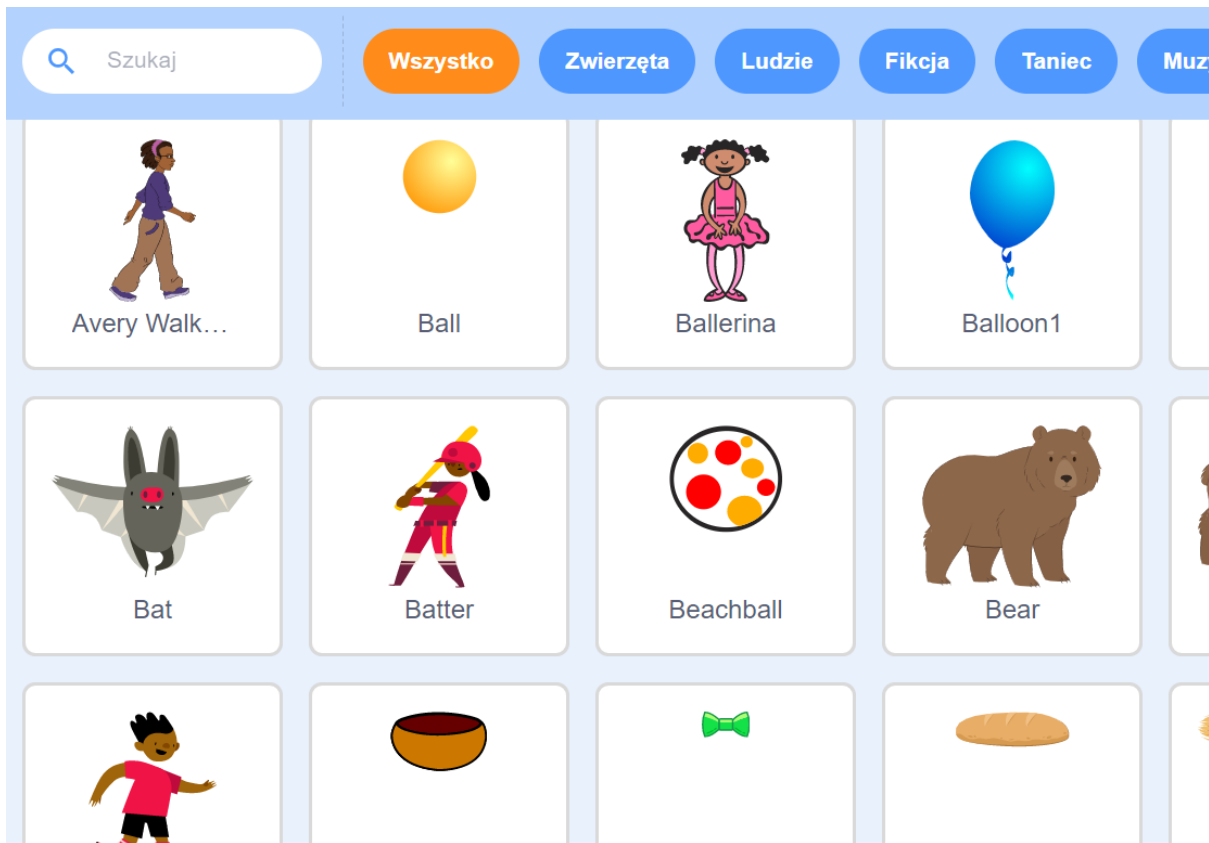 Szukaj
Wszystko
Zwierzęta
Ludzie
Fikcja
Taniec
Avery Walk...
Ball
Ballerina
Balloon1
Bat
Batter
Beachball
Bear